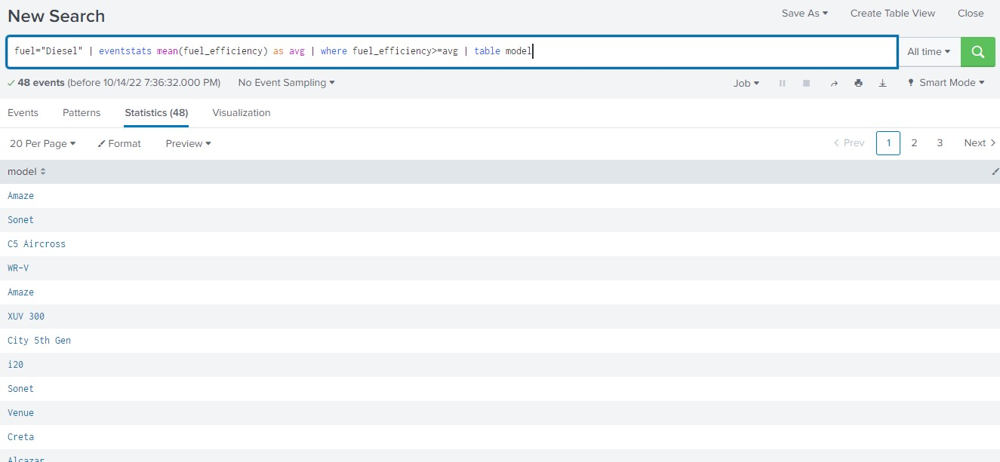 New Search
Save As Create Table View Close
fuel="Diesel" | eventstats mean(fuel_efficiency) as avg | where fuel_efficiency>=avg | table model
All time
48 events (before 10/14/22 7:36:32.000 PM) No Event Sampling
Job Smart Mode
Events Patterns Statistics (48) Visualization
20 Per Page Format Preview
Prev 1 2 3 Next
model
Amaze
Sonet
C5 Aircross
WR-V
Amaze
XUV 300
City 5th Gen
i20
Sonet
Venue
Creta
Alcazar